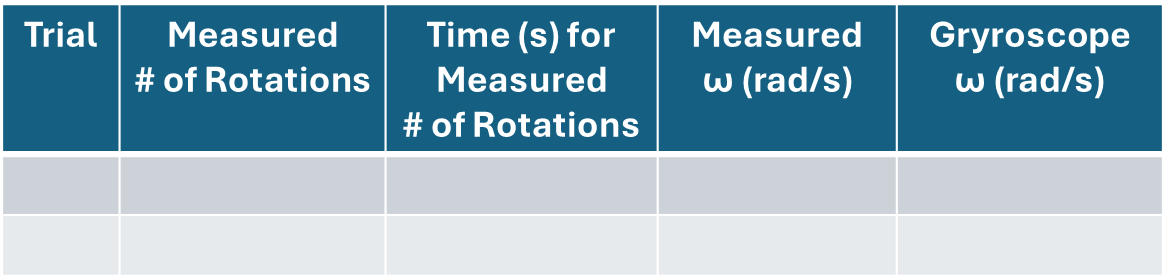 Trial
Measured
# of Rotations
Time (s) for
Measured
# of Rotations
Measured
ω (rad/s)
Gryroscope
ω (rad/s)